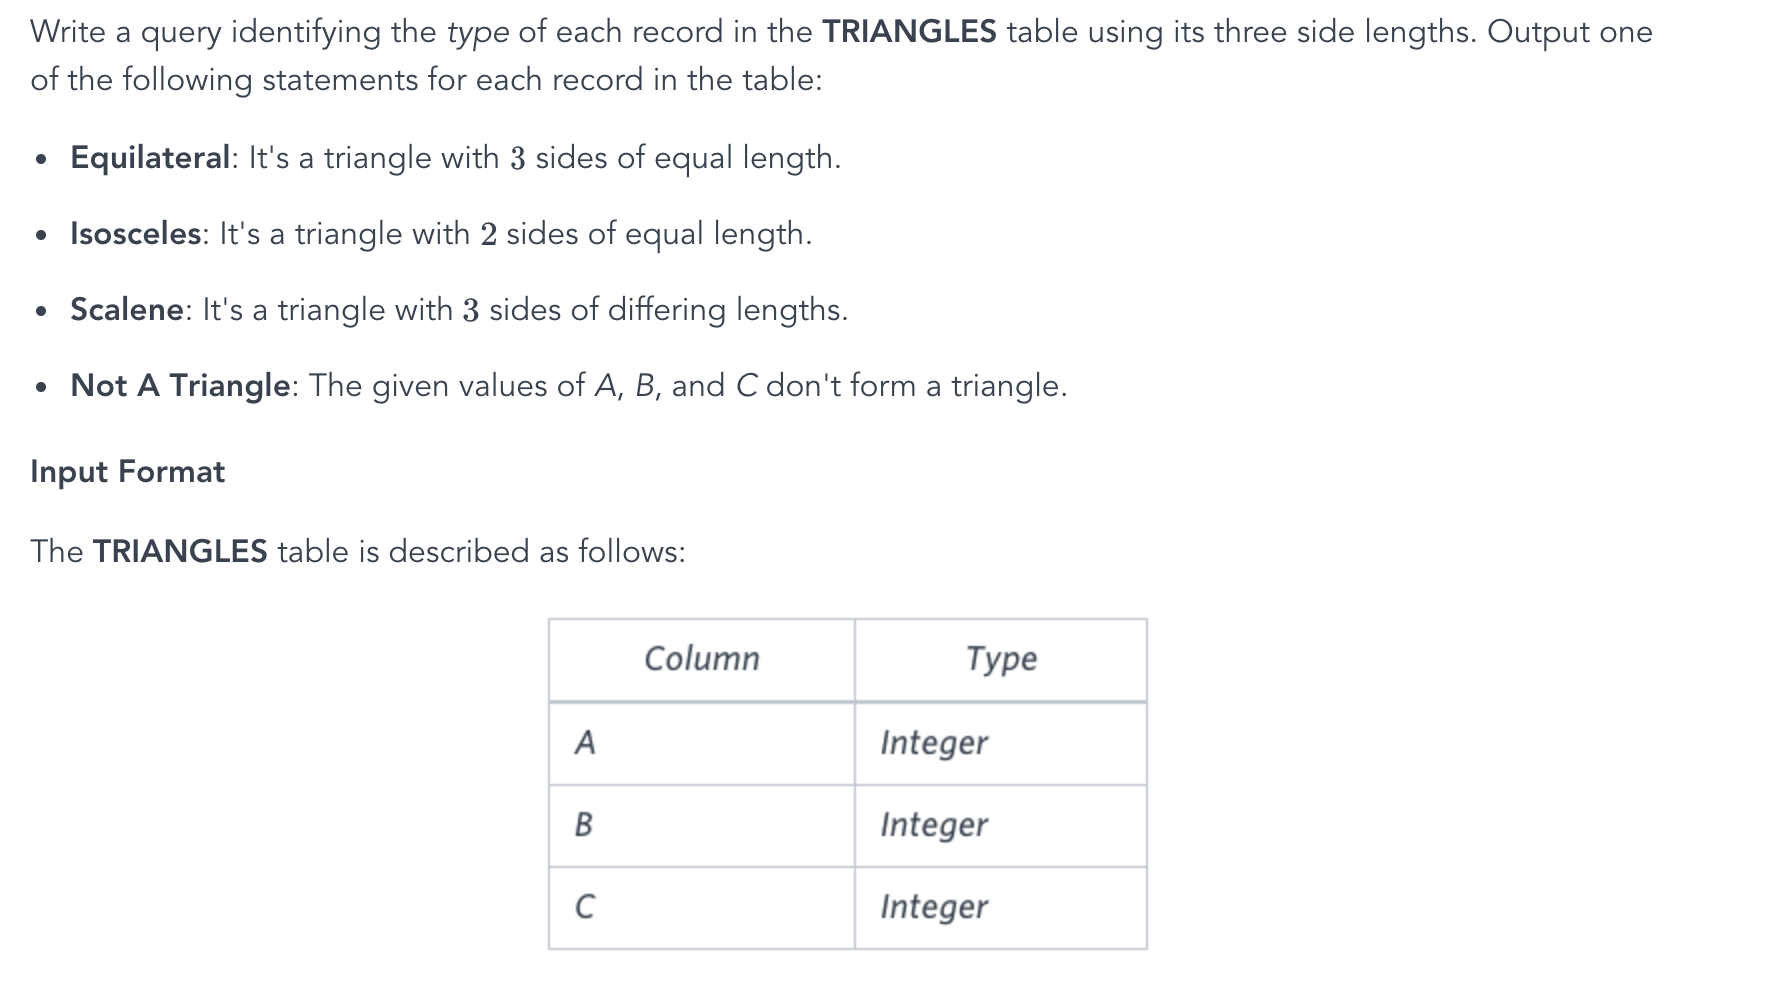 Write a query identifying the type of each record in the TRIANGLES table using its three side lengths. Output one
of the following statements for each record in the table:
• Equilateral: It's a triangle with 3 sides of equal length.
• Isosceles: It's a triangle with 2 sides of equal length.
• Scalene: It's a triangle with 3 sides of differing lengths.
• Not A Triangle: The given values of A, B, and C don't form a triangle.
Input Format
The TRIANGLES table is described as follows:
Column Type
A Integer
B Integer
C Integer